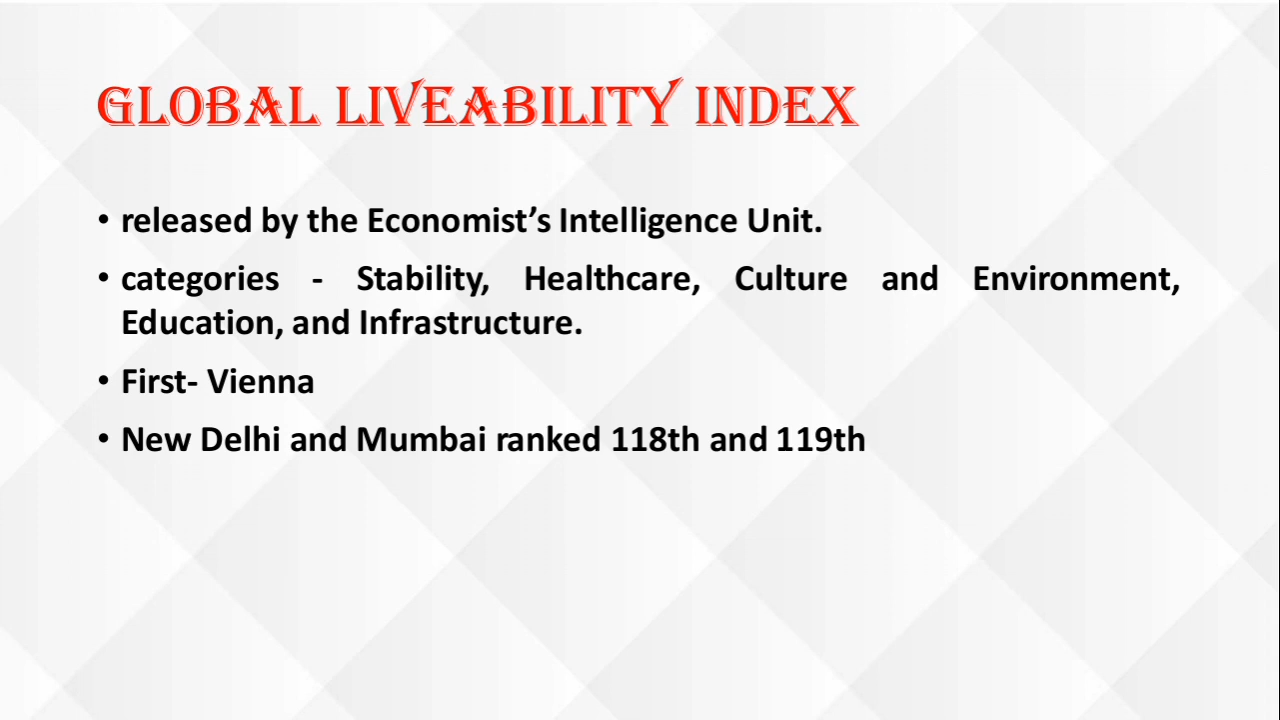 GLOBAL LIVEABILITY INDEX
• released by the Economist’s Intelligence Unit.
• categories - Stability, Healthcare, Culture and Environment,
Education, and Infrastructure.
• First- Vienna
• New Delhi and Mumbai ranked 118th and 119th